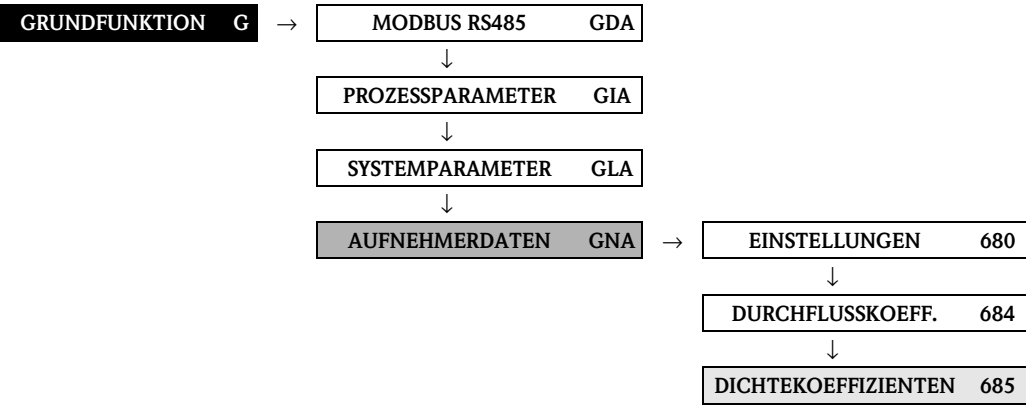 GRUNDFUNKTION G → MODBUS RS485 GDA
↓
PROZESSPARAMETER GIA
↓
SYSTEMPARAMETER GLA
↓
AUFNEHMERDATEN GNA → EINSTELLUNGEN 680
↓
DURCHFLUSSKOEFF. 684
↓
DICHTEKOEFFIZIENTEN 685